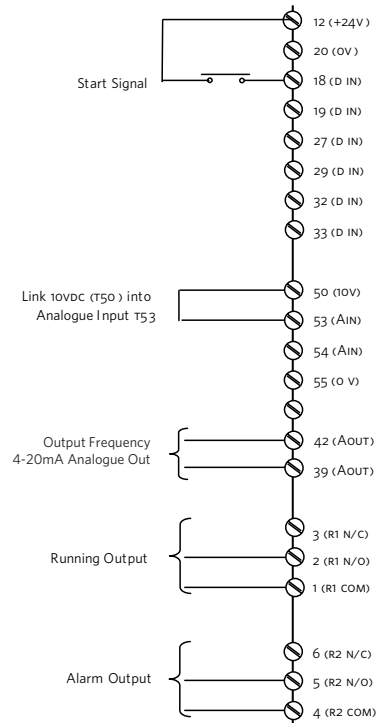 12 (+24V)
20 (0V)
Start Signal
18 (D IN)
19 (D IN)
27 (D IN)
29 (D IN)
32 (D IN)
33 (D IN)
Link 10VDC (T50 ) into
Analogue Input T53
50 (10V)
53 (AIN)
54 (AIN)
55 (0 V)
Output Frequency
4-20mA Analogue Out
42 (AOUT)
39 (AOUT)
Running Output
3 (R1 N/C)
2 (R1 N/O)
1 (R1 COM)
Alarm Output
6 (R2 N/C)
5 (R2 N/O)
4 (R2 COM)